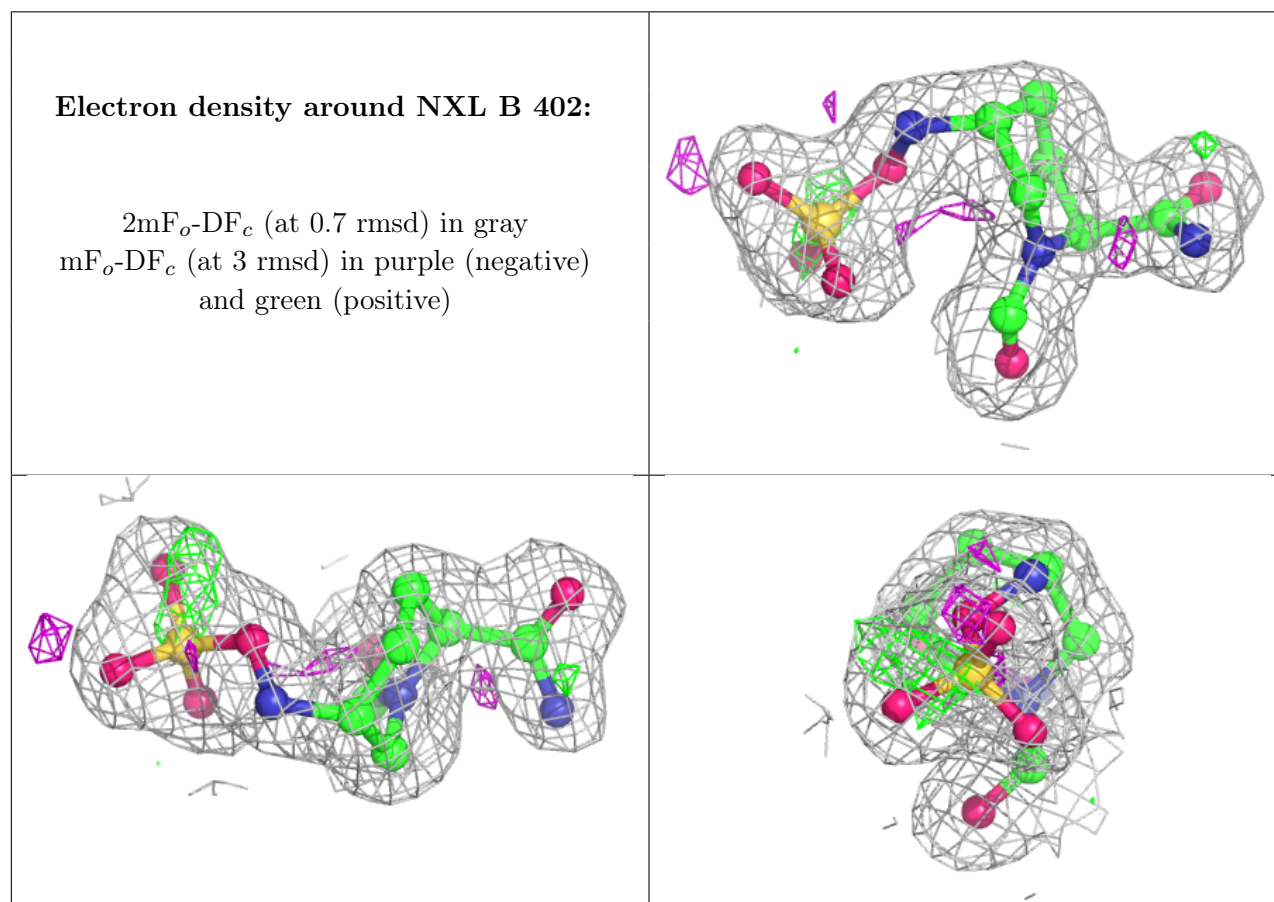 Electron density around NXL B 402:
2mFo-DFc (at 0.7 rmsd) in gray
mFo-DFc (at 3 rmsd) in purple (negative)
and green (positive)